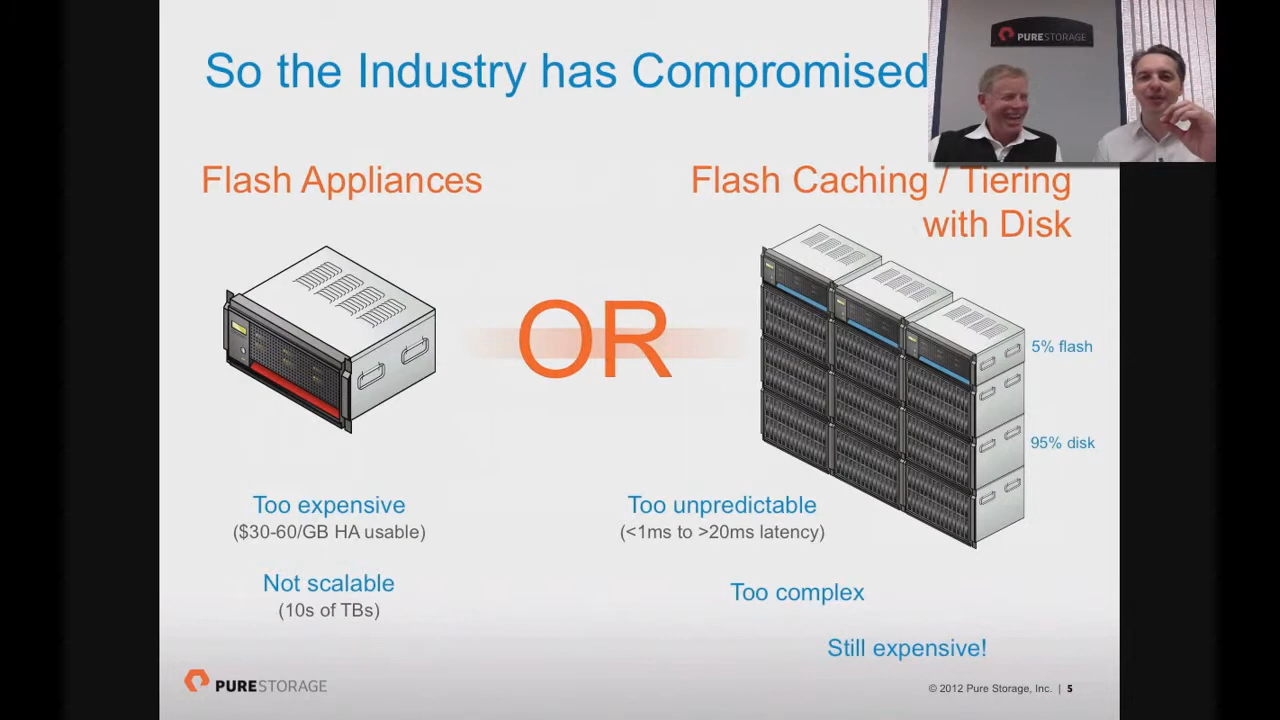 So the Industry has Compromised
PURESTORAGE
Flash Appliances
Flash Caching / Tiering
with Disk
OR
5% flash
95% disk
Too expensive
($30-60/GB HA usable)
Not scalable
(10s of TBs)
Too unpredictable
(<1ms to >20ms latency)
Too complex
Still expensive!
PURESTORAGE
© 2012 Pure Storage, Inc. | 5